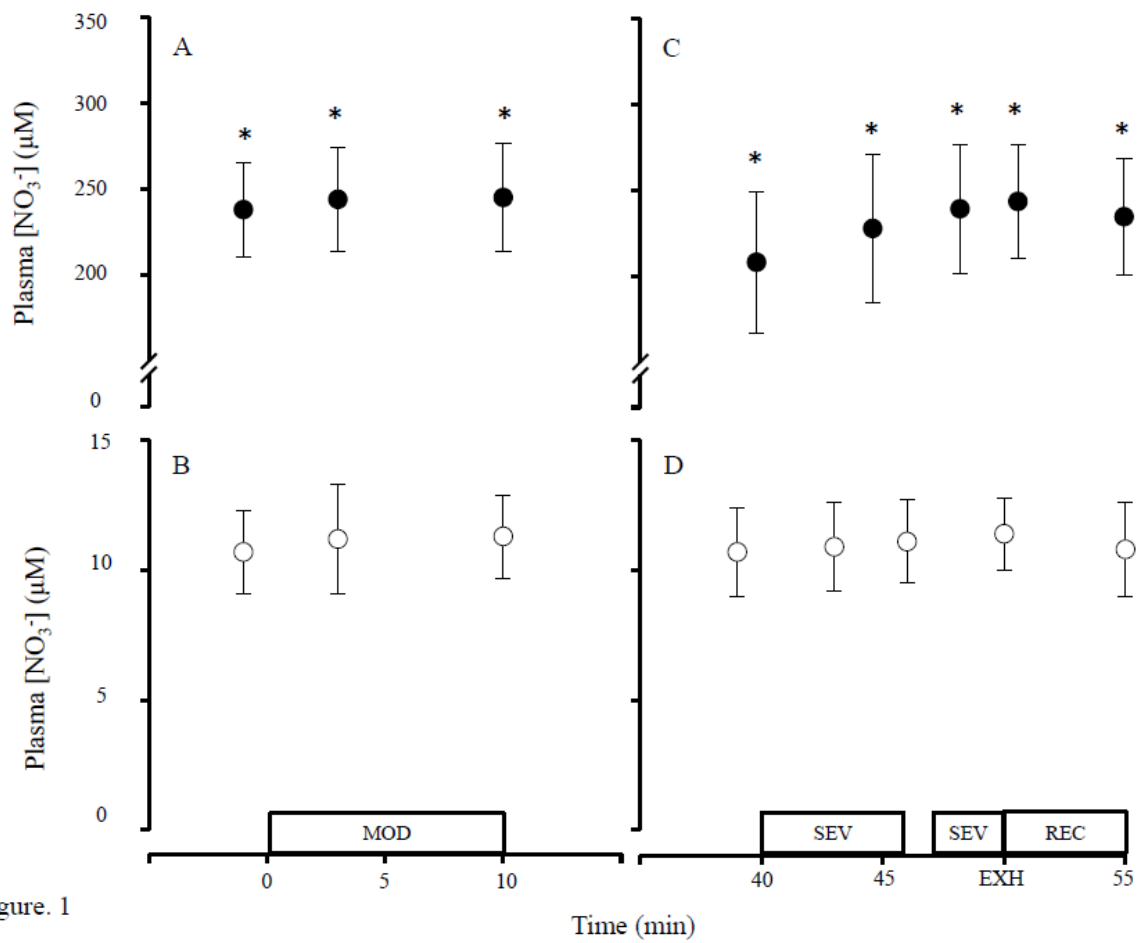 350
A
C
* * *
* * * * *
300
250
200
0
Plasma [NO₃⁻] (µM)
15
B
D
10
5
0
Plasma [NO₃⁻] (µM)
MOD
SEV
SEV
REC
0 5 10
40 45 EXH 55
Time (min)
gure. 1